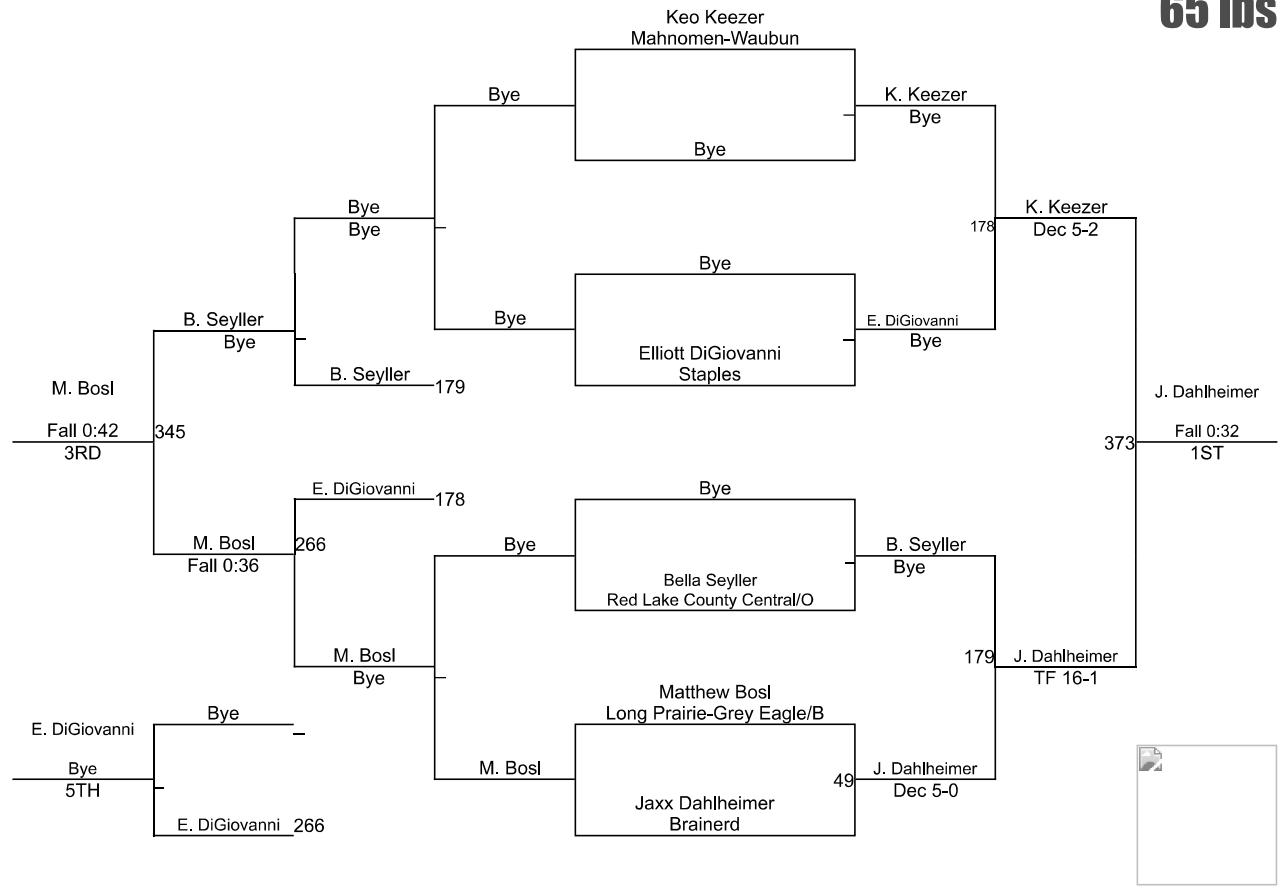 65 lbs
Keo Keezer
Mahnomen-Waubun
Bye
K. Keezer
Bye
Bye
Bye
Bye
K. Keezer
178
Dec 5-2
Bye
B. Seyller
Bye
Bye
E. DiGiovanni
Bye
Elliott DiGiovanni
Staples
B. Seyller
179
M. Bosl
Fall 0:42
345
3RD
J. Dahlheimer
373
Fall 0:32
1ST
E. DiGiovanni
178
Bye
M. Bosl
266
Fall 0:36
Bye
B. Seyller
Bye
Bella Seyller
Red Lake County Central/O
M. Bosl
Bye
179
J. Dahlheimer
TF 16-1
Matthew Bosl
Long Prairie-Grey Eagle/B
Bye
E. DiGiovanni
Bye
5TH
M. Bosl
49
J. Dahlheimer
Dec 5-0
Jaxx Dahlheimer
Brainerd
E. DiGiovanni
266